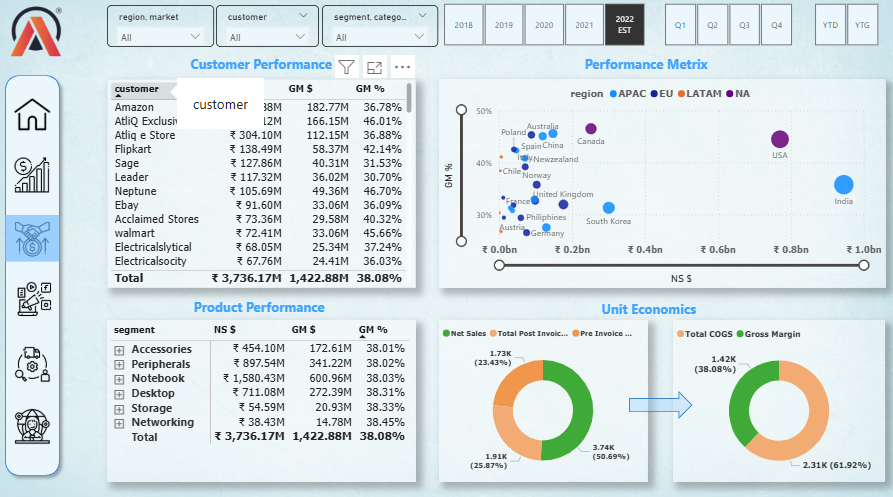 region, market
All
customer
All
segment, catego...
All
2018
2019
2020
2021
2022 EST
Q1
Q2
Q3
Q4
YTD
YTG
Customer Performance
customer GM $ GM %
customer
Amazon 88M 182.77M 36.78%
AtliQ Exclusiv 12M 166.15M 46.01%
Atliq e Store ₹ 304.10M 112.15M 36.88%
Flipkart ₹ 138.49M 58.37M 42.14%
Sage ₹ 127.86M 40.31M 31.53%
Leader ₹ 117.32M 36.02M 30.70%
Neptune ₹ 105.69M 49.36M 46.70%
Ebay ₹ 91.60M 33.06M 36.09%
Acclaimed Stores ₹ 73.36M 29.58M 40.32%
walmart ₹ 72.41M 33.06M 45.66%
Electricalslytical ₹ 68.05M 25.34M 37.24%
Electricalsocity ₹ 67.76M 24.41M 36.03%
Total ₹ 3,736.17M 1,422.88M 38.08%
Performance Metrix
region APAC EU LATAM NA
GM %
50%
40%
30%
Poland
Australia
Spain
China
Canada
USA
Newzealand
Chile
Norway
India
France
United Kingdom
South Korea
Philiphines
Austria
Germany
₹ 0.0bn ₹ 0.2bn ₹ 0.4bn ₹ 0.6bn ₹ 0.8bn ₹ 1.0bn
NS $
Product Performance
segment NS $ GM $ GM %
Accessories ₹ 454.10M 172.61M 38.01%
Peripherals ₹ 897.54M 341.22M 38.02%
Notebook ₹ 1,580.43M 600.96M 38.03%
Desktop ₹ 711.08M 272.39M 38.31%
Storage ₹ 54.59M 20.93M 38.33%
Networking ₹ 38.43M 14.78M 38.45%
Total ₹ 3,736.17M 1,422.88M 38.08%
Unit Economics
Net Sales Total Post Invoic... Pre Invoice ...
1.73K
(23.43%)
1.91K
(25.87%)
3.74K
(50.69%)
Total COGS Gross Margin
1.42K
(38.08%)
2.31K (61.92%)